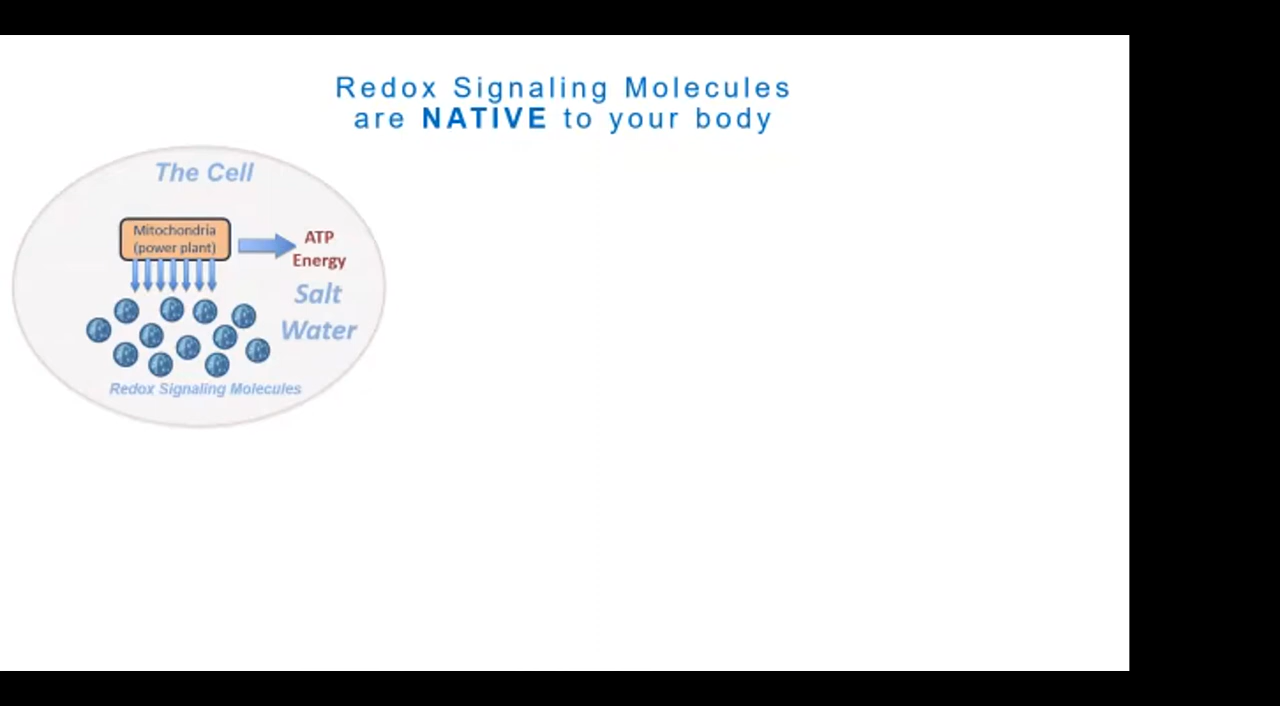 Redox Signaling Molecules
are NATIVE to your body
The Cell
Mitochondria
(power plant)
ATP
Energy
Salt
Water
Redox Signaling Molecules